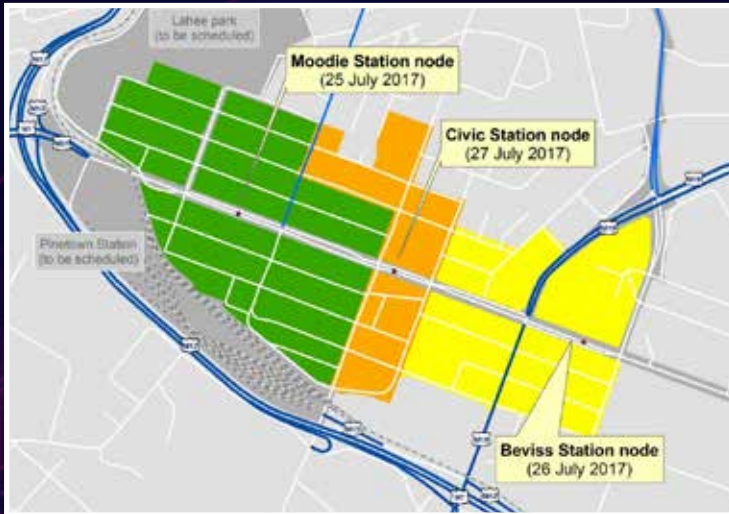 Lahee park
(to be scheduled)
Moodie Station node
(25 July 2017)
Civic Station node
(27 July 2017)
Pinetown Station
(to be scheduled)
Beviss Station node
(26 July 2017)